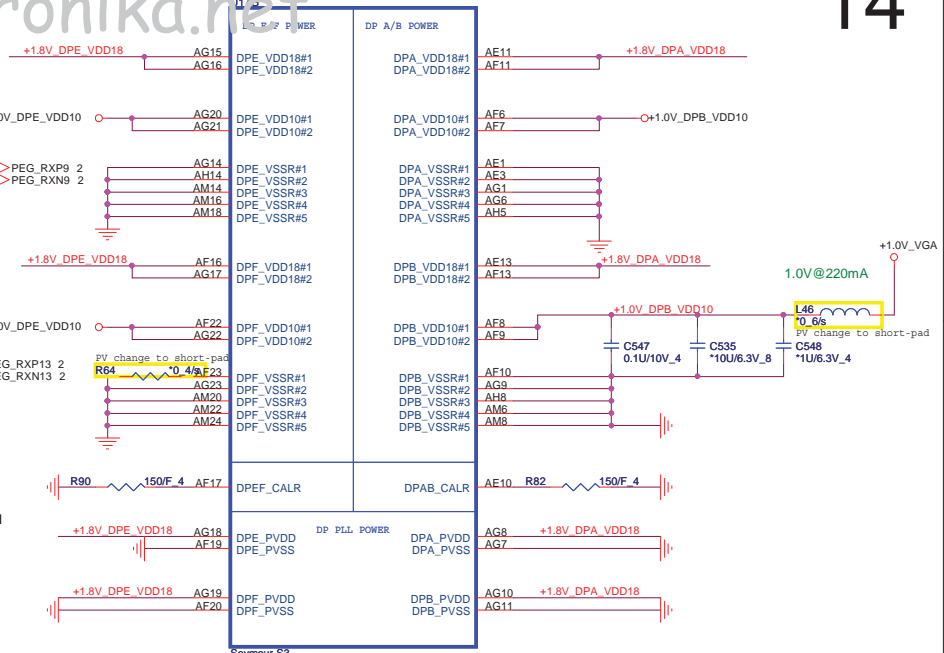 ronika.net
14
DP E/F POWER
DP A/B POWER
+1.8V_DPE_VDD18
AG15
AG16
DPE_VDD18#1
DPE_VDD18#2
DPA_VDD18#1
DPA_VDD18#2
AE11
AF11
+1.8V_DPA_VDD18
0V_DPE_VDD10
AG20
AG21
DPE_VDD10#1
DPE_VDD10#2
DPA_VDD10#1
DPA_VDD10#2
AF6
AF7
+1.0V_DPB_VDD10
PEG_RXP9 2
PEG_RXN9 2
AG14
AH14
AM14
AM16
AM18
DPE_VSSR#1
DPE_VSSR#2
DPE_VSSR#3
DPE_VSSR#4
DPE_VSSR#5
DPA_VSSR#1
DPA_VSSR#2
DPA_VSSR#3
DPA_VSSR#4
DPA_VSSR#5
AE1
AE3
AG1
AG6
AH5
+1.8V_DPE_VDD18
AF16
AG17
DPF_VDD18#1
DPF_VDD18#2
DPB_VDD18#1
DPB_VDD18#2
AE13
AF13
+1.8V_DPA_VDD18
+1.0V_VGA
1.0V@220mA
0V_DPE_VDD10
AF22
AG22
DPF_VDD10#1
DPF_VDD10#2
DPB_VDD10#1
DPB_VDD10#2
AF8
AF9
+1.0V_DPB_VDD10
L46
*0_6/s
PV change to short-pad
C547
0.1U/10V_4
C535
*10U/6.3V_8
C548
*1U/6.3V_4
EG_RXP13 2
EG_RXN13 2
PV change to short-pad
R64
*0_4/s
AF23
AG23
AM20
AM22
AM24
DPF_VSSR#1
DPF_VSSR#2
DPF_VSSR#3
DPF_VSSR#4
DPF_VSSR#5
DPB_VSSR#1
DPB_VSSR#2
DPB_VSSR#3
DPB_VSSR#4
DPB_VSSR#5
AF10
AG9
AH8
AM6
AM8
R90
150/F_4
AF17
DPEF_CALR
DPAB_CALR
AE10
R82
150/F_4
DP PLL POWER
+1.8V_DPE_VDD18
AG18
AF19
DPE_PVDD
DPE_PVSS
DPA_PVDD
DPA_PVSS
AG8
AG7
+1.8V_DPA_VDD18
+1.8V_DPE_VDD18
AG19
AF20
DPF_PVDD
DPF_PVSS
DPB_PVDD
DPB_PVSS
AG10
AG11
+1.8V_DPA_VDD18
Seymour S3